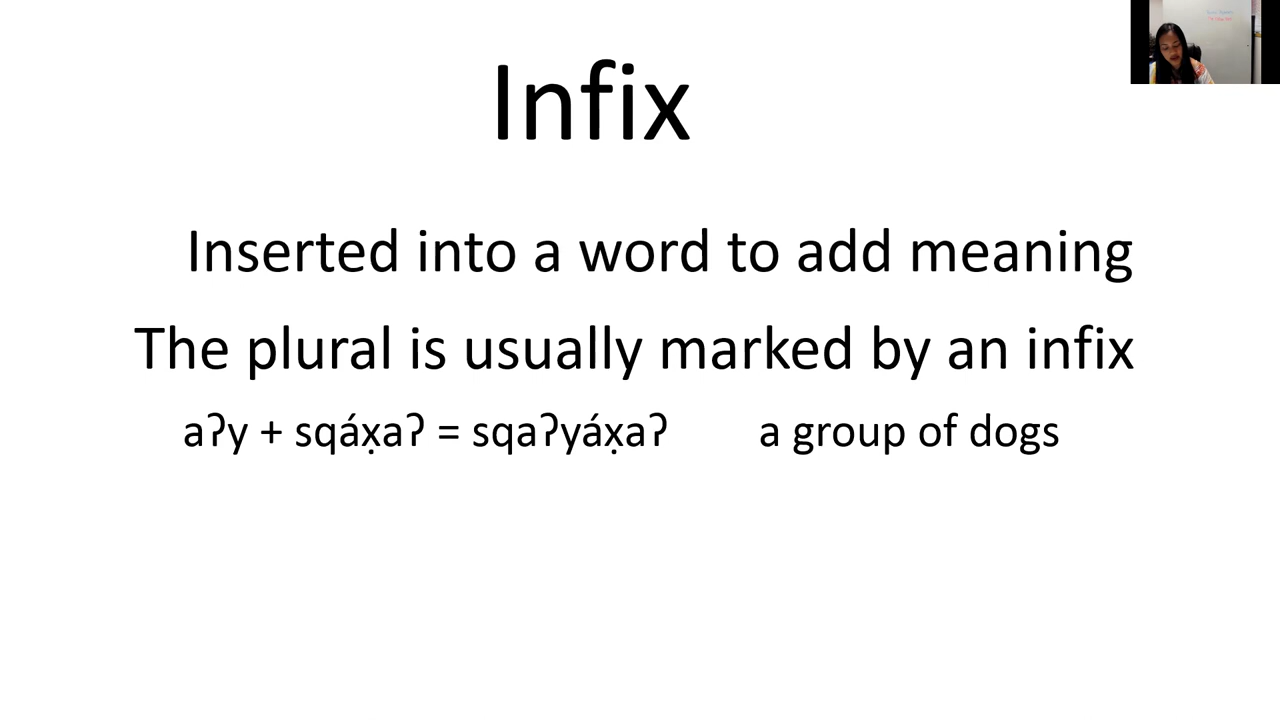 Infix
Inserted into a word to add meaning
The plural is usually marked by an infix
aʔy + sqáx̣aʔ = sqaʔyáx̣aʔ a group of dogs